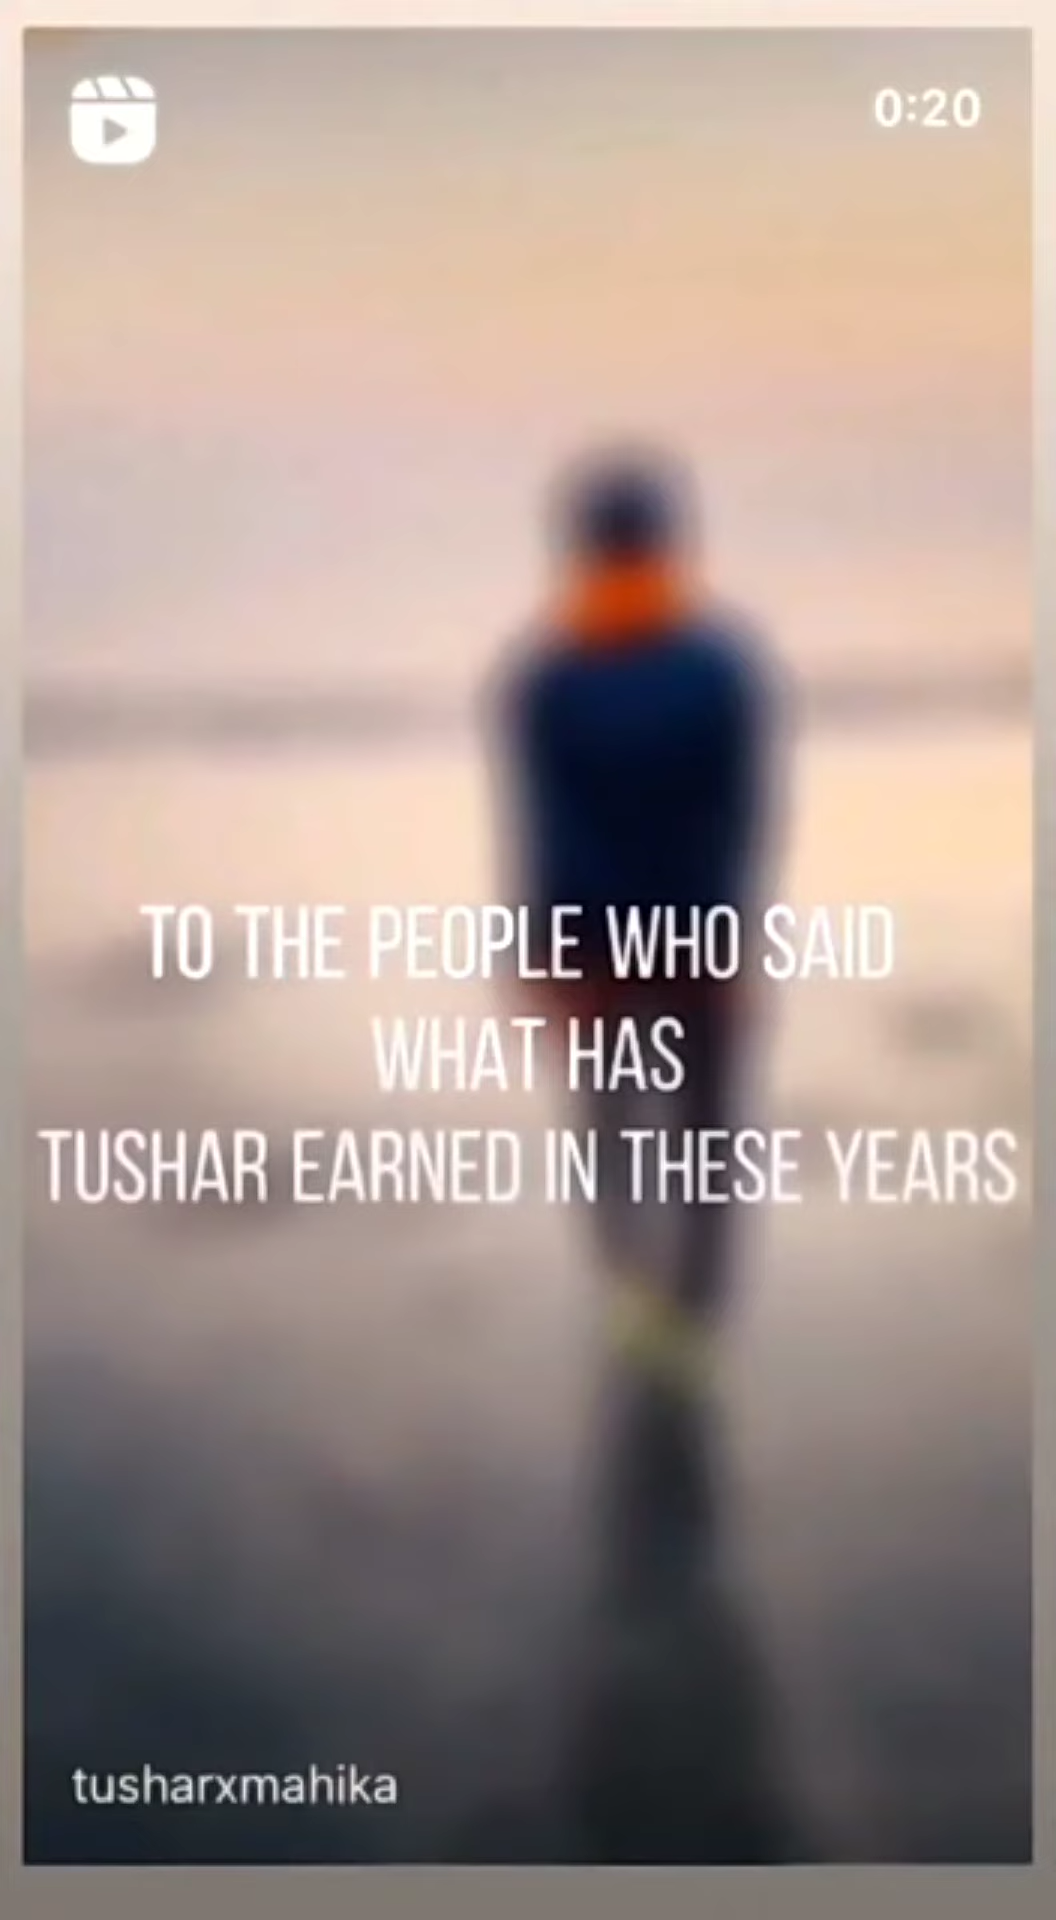 0:20
TO THE PEOPLE WHO SAID
WHAT HAS
TUSHAR EARNED IN THESE YEARS
tusharxmahika